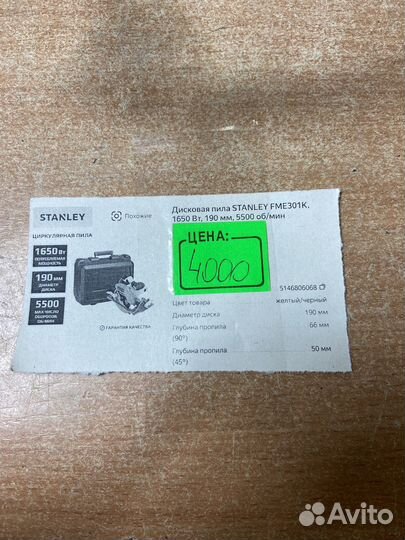 STANLEY
Похожие
ЦИРКУЛЯРНАЯ ПИЛА
1650 Вт
ПОТРЕБЛЯЕМАЯ
МОЩНОСТЬ
190 мм
ДИАМЕТР
ДИСКА
5500
МАХ ЧИСЛО
ОБОРОТОВ
ОБ/МИН
ГАРАНТИЯ КАЧЕСТВА
Дисковая пила STANLEY FME301K,
1650 Вт, 190 мм, 5500 об/мин
ЦЕНА:
4000
5146806068
Цвет товара желтый/черный
Диаметр диска 190 мм
Глубина пропила 66 мм
(90°)
Глубина пропила 50 мм
(45°)
Avito